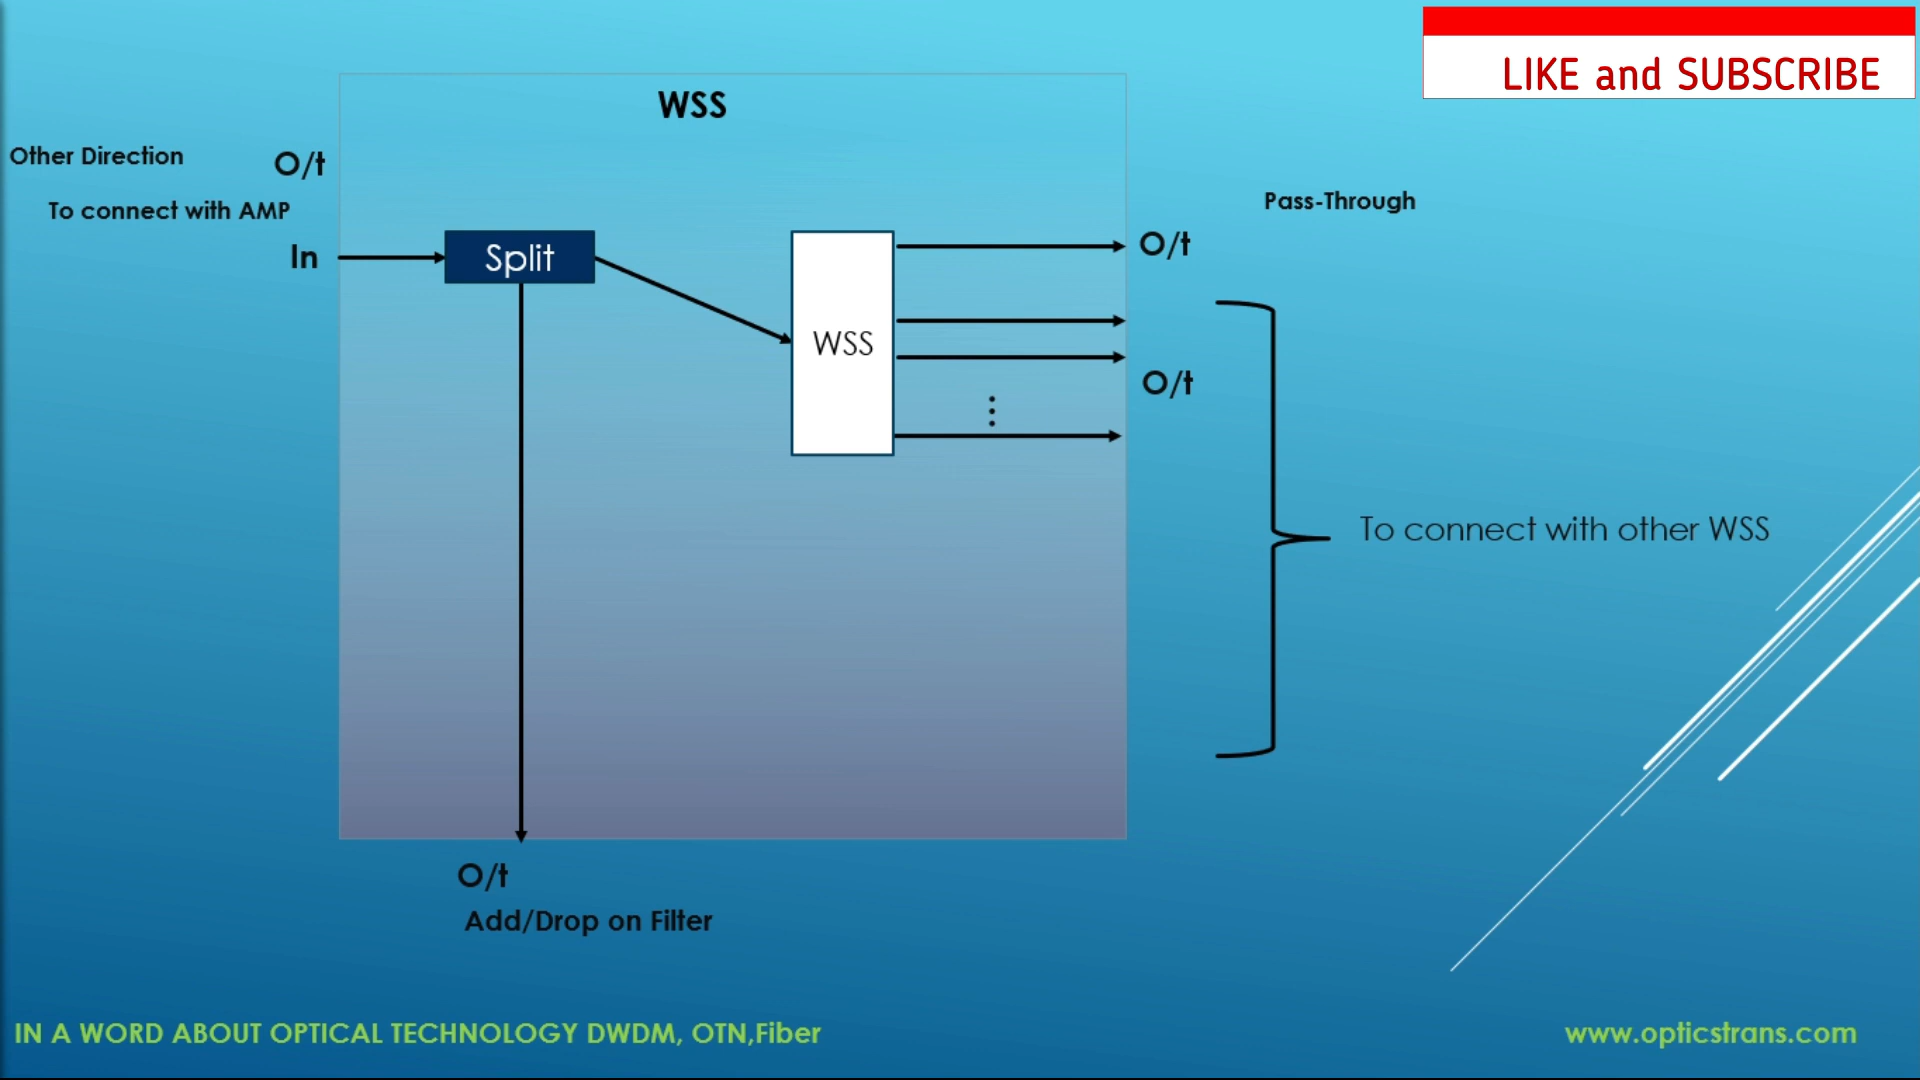 LIKE and SUBSCRIBE
WSS
Other Direction
O/t
To connect with AMP
In
Split
WSS
Pass-Through
O/t
O/t
To connect with other WSS
O/t
Add/Drop on Filter
IN A WORD ABOUT OPTICAL TECHNOLOGY DWDM, OTN,Fiber
www.opticstrans.com